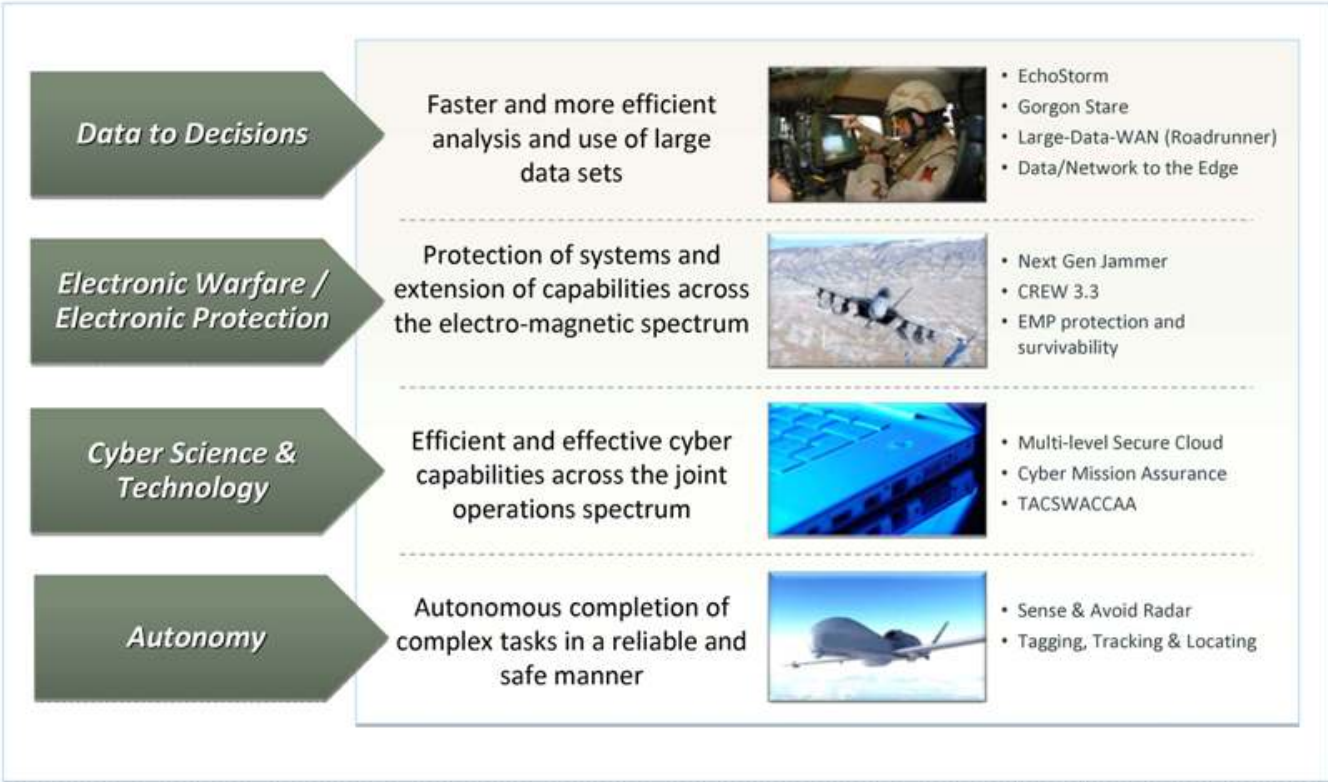 Data to Decisions
Faster and more efficient
analysis and use of large
data sets
• EchoStorm
• Gorgon Stare
• Large-Data-WAN (Roadrunner)
• Data/Network to the Edge
Electronic Warfare /
Electronic Protection
Protection of systems and
extension of capabilities across
the electro-magnetic spectrum
• Next Gen Jammer
• CREW 3.3
• EMP protection and
survivability
Cyber Science &
Technology
Efficient and effective cyber
capabilities across the joint
operations spectrum
• Multi-level Secure Cloud
• Cyber Mission Assurance
• TACSWACCAA
Autonomy
Autonomous completion of
complex tasks in a reliable and
safe manner
• Sense & Avoid Radar
• Tagging, Tracking & Locating